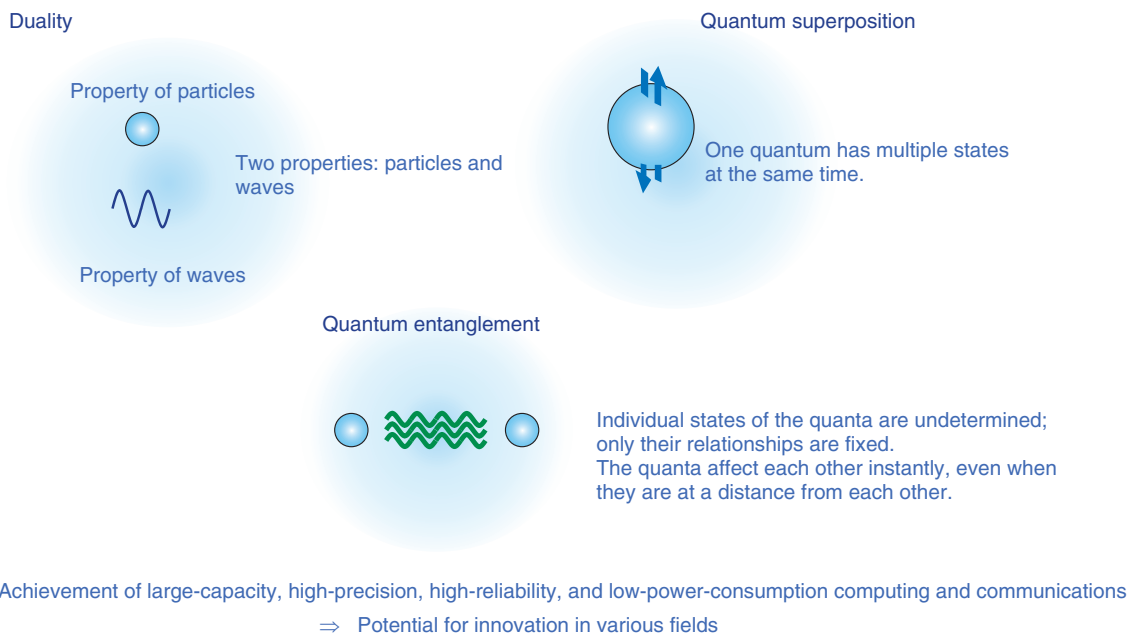 Duality
Quantum superposition
Property of particles
Two properties: particles and
waves
Property of waves
One quantum has multiple states
at the same time.
Quantum entanglement
Individual states of the quanta are undetermined;
only their relationships are fixed.
The quanta affect each other instantly, even when
they are at a distance from each other.
Achievement of large-capacity, high-precision, high-reliability, and low-power-consumption computing and communications
⇒ Potential for innovation in various fields